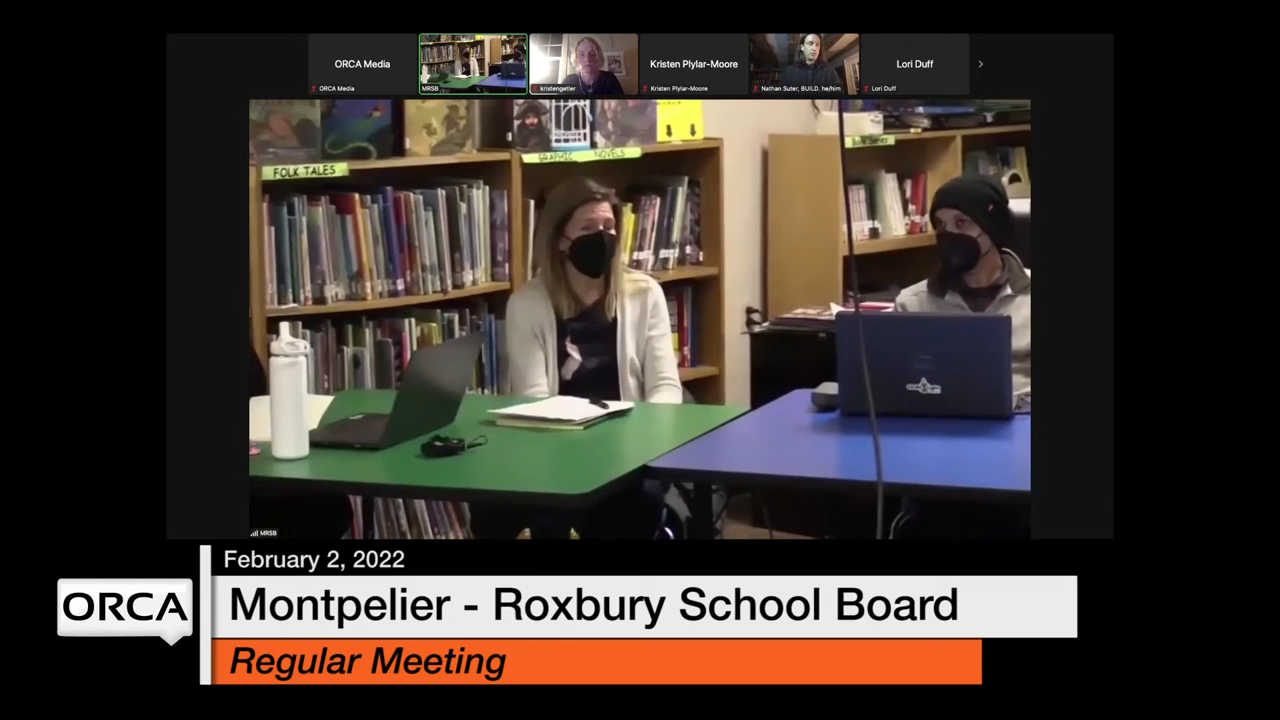 ORCA Media
Kristen Plylar-Moore
Lori Duff
ORCA Media
MRSB
kristengetler
Kristen Plylar-Moore
Nathan Suter, BUILD. he/him
Lori Duff
FOLK TALES
GRAPHIC NOVELS
MRSB
February 2, 2022
ORCA
Montpelier - Roxbury School Board
Regular Meeting